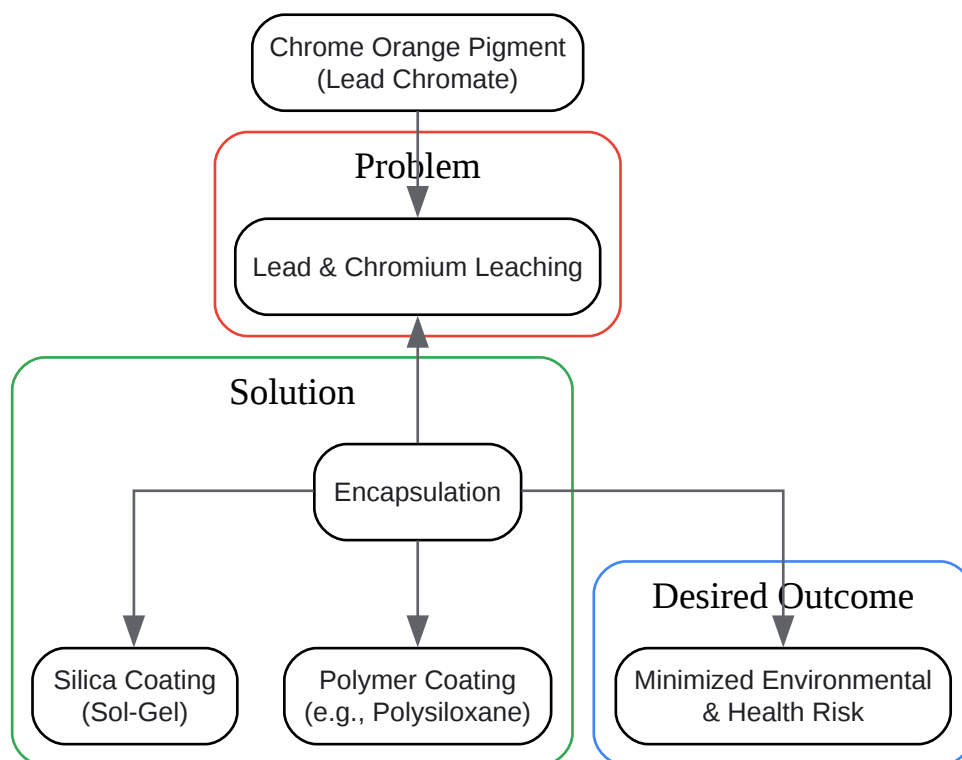 Chrome Orange Pigment
(Lead Chromate)
Problem
Lead & Chromium Leaching
Solution
Encapsulation
Desired Outcome
Silica Coating
(Sol-Gel)
Polymer Coating
(e.g., Polysiloxane)
Minimized Environmental
& Health Risk